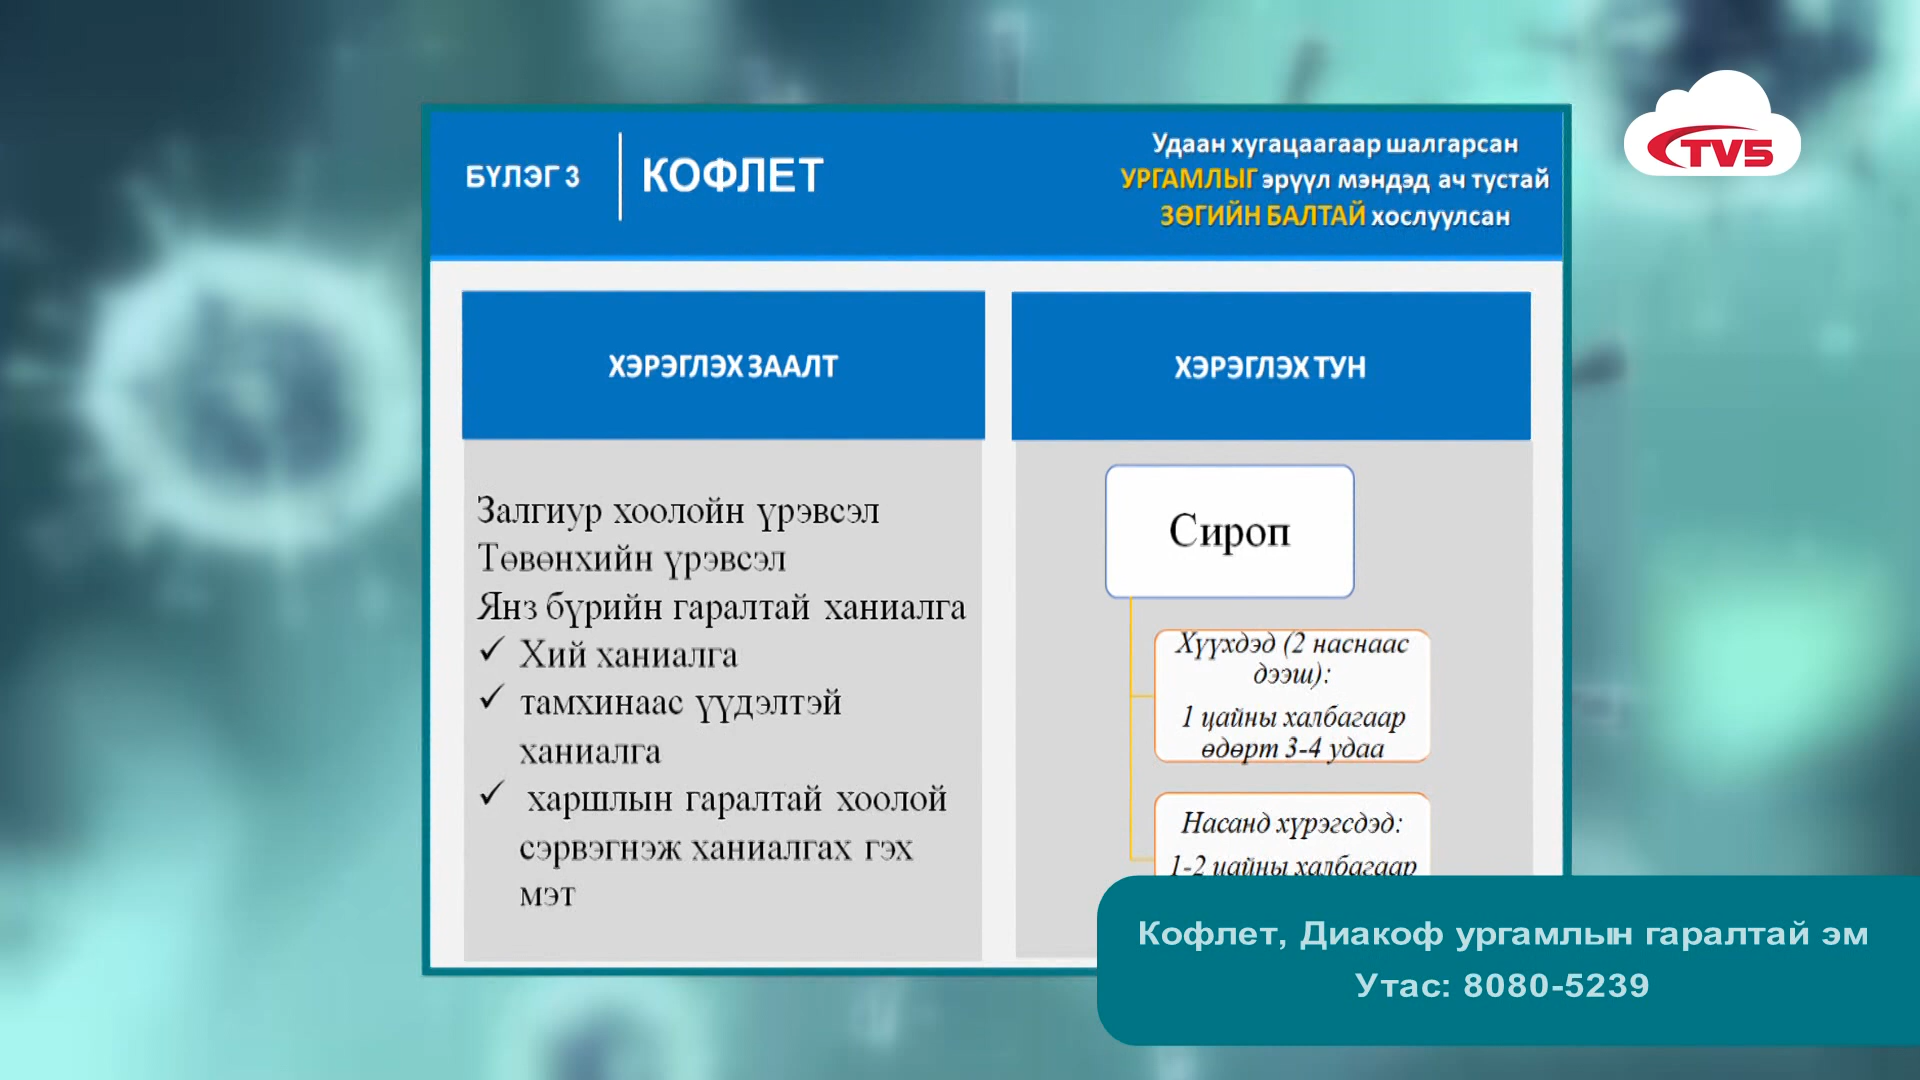 БҮЛЭГ 3
КОФЛЕТ
Удаан хугацаагаар шалгарсан
УРГАМЛЫГ эрүүл мэндэд ач тустай
ЗӨГИЙН БАЛТАЙ хослуулсан
TV5
ХЭРЭГЛЭХ ЗААЛТ
Залгиур хоолойн үрэвсэл
Төвөнхийн үрэвсэл
Янз бүрийн гаралтай ханиалга
✓ Хий ханиалга
✓ тамхинаас үүдэлтэй
ханиалга
✓ харшлын гаралтай хоолой
сэрвэгнэж ханиалгах гэх
мэт
ХЭРЭГЛЭХ ТУН
Сироп
Хүүхдэд (2 наснаас
дээш):
1 цайны халбагаар
өдөрт 3-4 удаа
Насанд хүрэгсдэд:
1-2 цайны халбагаар
Кофлет, Диакоф ургамлын гаралтай эм
Утас: 8080-5239